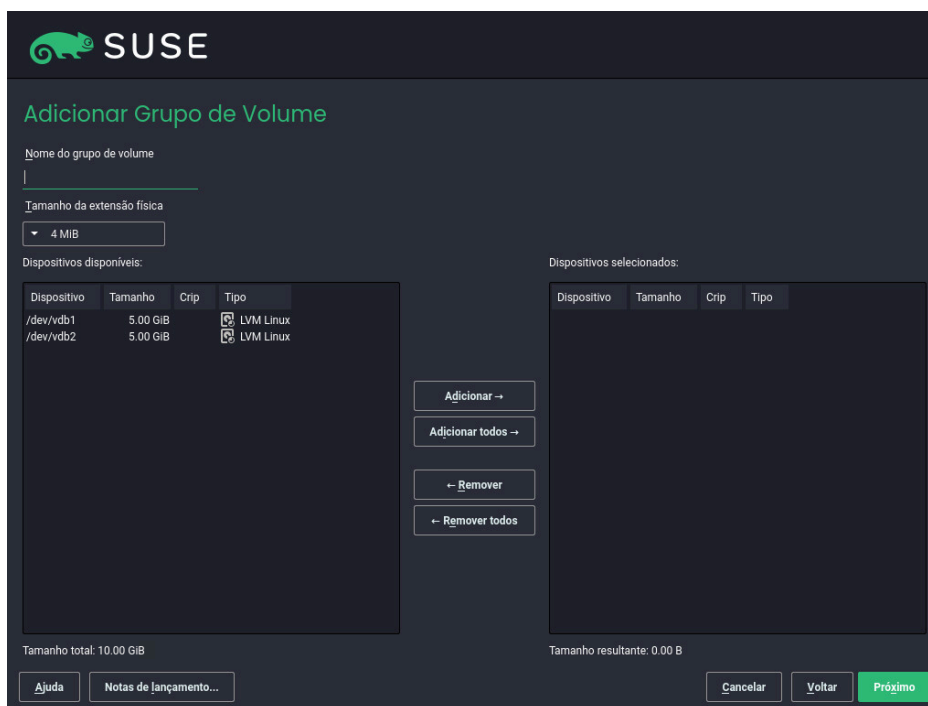 SUSE
Adicionar Grupo de Volume
Nome do grupo de volume
Tamanho da extensão física
4 MiB
Dispositivos disponíveis:
Dispositivo Tamanho Crip Tipo
/dev/vdb1 5.00 GiB LVM Linux
/dev/vdb2 5.00 GiB LVM Linux
Tamanho total: 10.00 GiB
Adicionar →
Adicionar todos →
← Remover
← Remover todos
Dispositivos selecionados:
Dispositivo Tamanho Crip Tipo
Tamanho resultante: 0.00 B
Ajuda Notas de lançamento... Cancelar Voltar Próximo